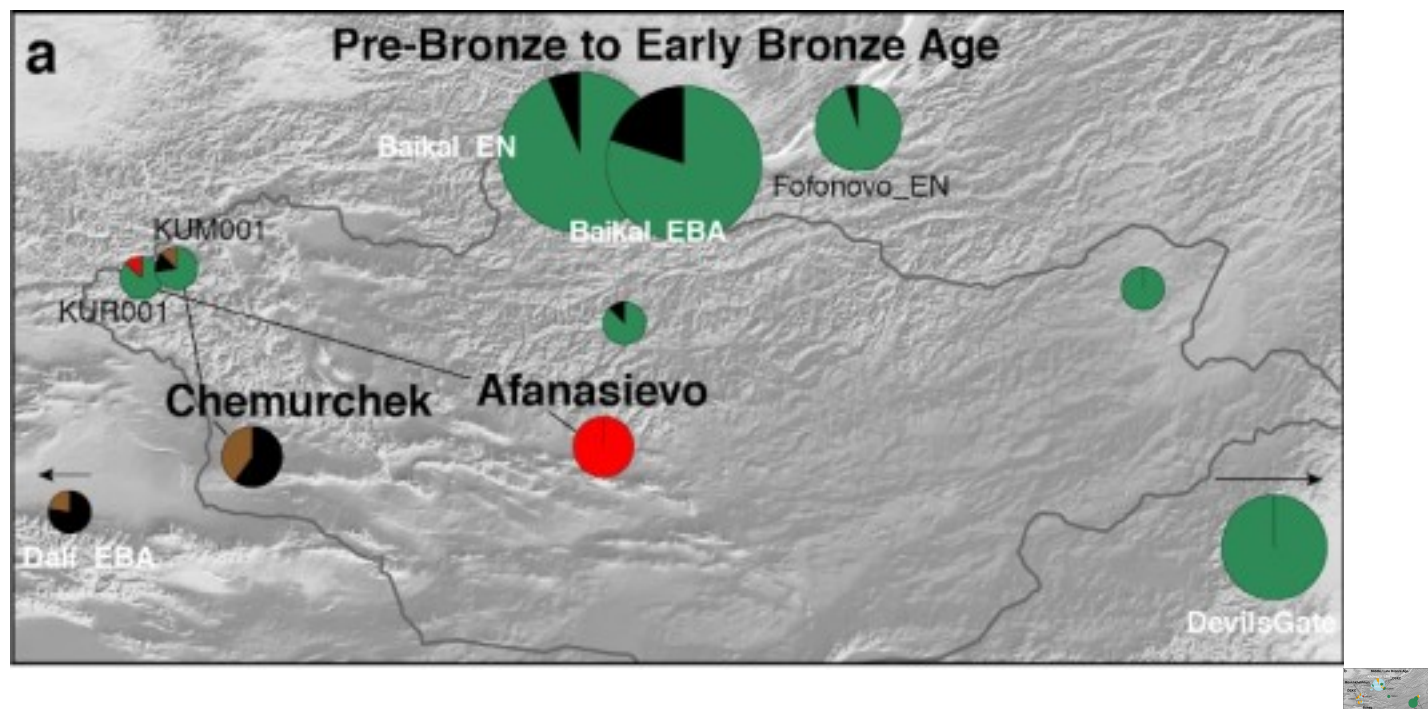 a
Pre-Bronze to Early Bronze Age
Baikal_EN
Fofonovo_EN
Baikal_EBA
KUM001
KUR001
Chemurchek
Afanasievo
Dali_EBA
DevilsGate